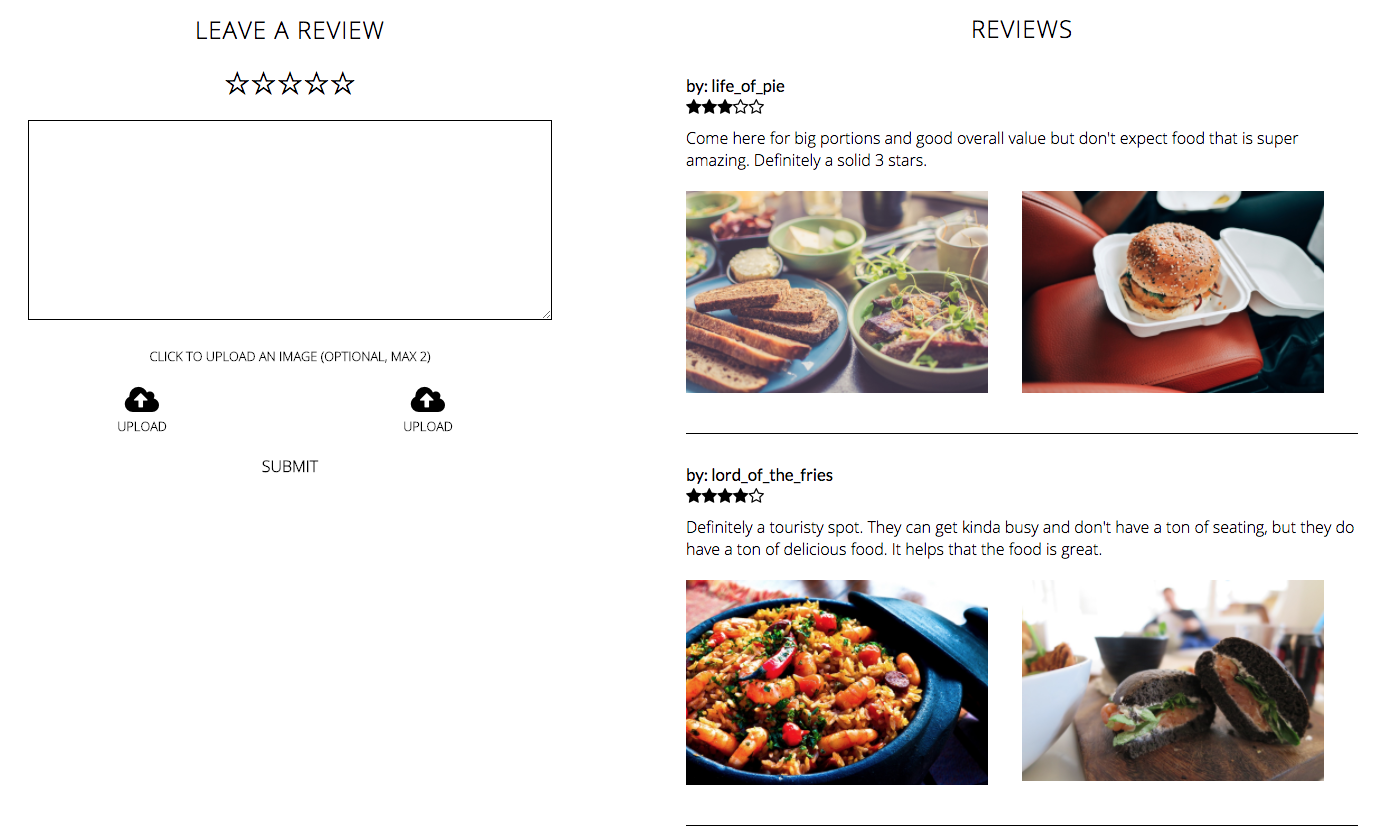 LEAVE A REVIEW
CLICK TO UPLOAD AN IMAGE (OPTIONAL, MAX 2)
UPLOAD
UPLOAD
SUBMIT
REVIEWS
by: life_of_pie
Come here for big portions and good overall value but don't expect food that is super
amazing. Definitely a solid 3 stars.
by: lord_of_the_fries
Definitely a touristy spot. They can get kinda busy and don't have a ton of seating, but they do
have a ton of delicious food. It helps that the food is great.